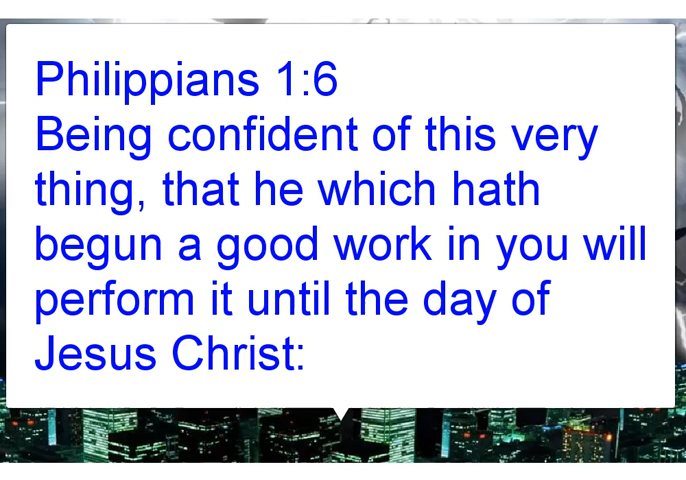 Philippians 1:6
Being confident of this very
thing, that he which hath
begun a good work in you will
perform it until the day of
Jesus Christ: